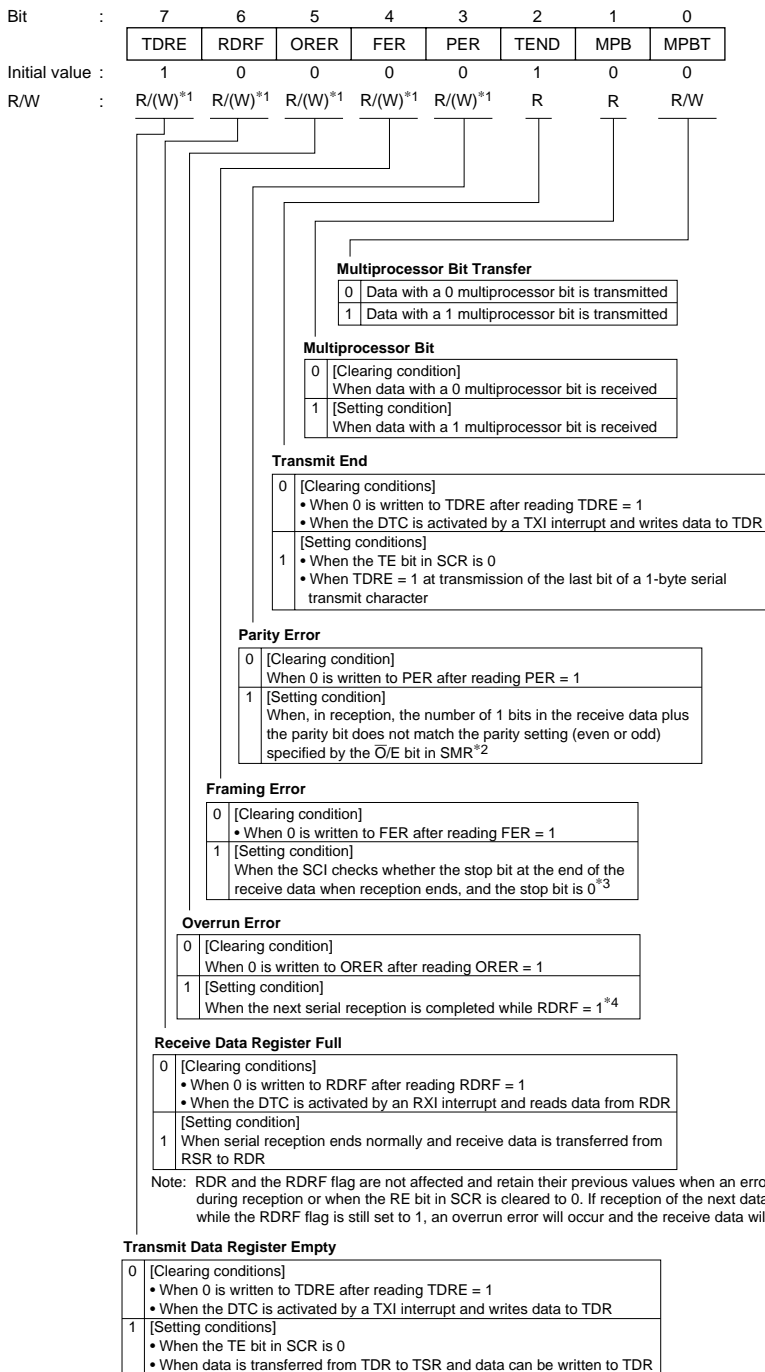 Bit : 7 6 5 4 3 2 1 0
TDRE RDRF ORER FER PER TEND MPB MPBT
Initial value : 1 0 0 0 0 1 0 0
R/W : R/(W)*1 R/(W)*1 R/(W)*1 R/(W)*1 R/(W)*1 R R R/W
Multiprocessor Bit Transfer
0 Data with a 0 multiprocessor bit is transmitted
1 Data with a 1 multiprocessor bit is transmitted
Multiprocessor Bit
0 [Clearing condition]
When data with a 0 multiprocessor bit is received
1 [Setting condition]
When data with a 1 multiprocessor bit is received
Transmit End
0 [Clearing conditions]
• When 0 is written to TDRE after reading TDRE = 1
• When the DTC is activated by a TXI interrupt and writes data to TDR
[Setting conditions]
1 • When the TE bit in SCR is 0
• When TDRE = 1 at transmission of the last bit of a 1-byte serial
transmit character
Parity Error
0 [Clearing condition]
When 0 is written to PER after reading PER = 1
1 [Setting condition]
When, in reception, the number of 1 bits in the receive data plus
the parity bit does not match the parity setting (even or odd)
specified by the O̅/E bit in SMR*2
Framing Error
0 [Clearing condition]
• When 0 is written to FER after reading FER = 1
1 [Setting condition]
When the SCI checks whether the stop bit at the end of the
receive data when reception ends, and the stop bit is 0*3
Overrun Error
0 [Clearing condition]
When 0 is written to ORER after reading ORER = 1
1 [Setting condition]
When the next serial reception is completed while RDRF = 1*4
Receive Data Register Full
0 [Clearing conditions]
• When 0 is written to RDRF after reading RDRF = 1
• When the DTC is activated by an RXI interrupt and reads data from RDR
[Setting condition]
1 When serial reception ends normally and receive data is transferred from
RSR to RDR
Note: RDR and the RDRF flag are not affected and retain their previous values when an erro
during reception or when the RE bit in SCR is cleared to 0. If reception of the next data
while the RDRF flag is still set to 1, an overrun error will occur and the receive data wil
Transmit Data Register Empty
0 [Clearing conditions]
• When 0 is written to TDRE after reading TDRE = 1
• When the DTC is activated by a TXI interrupt and writes data to TDR
1 [Setting conditions]
• When the TE bit in SCR is 0
• When data is transferred from TDR to TSR and data can be written to TDR